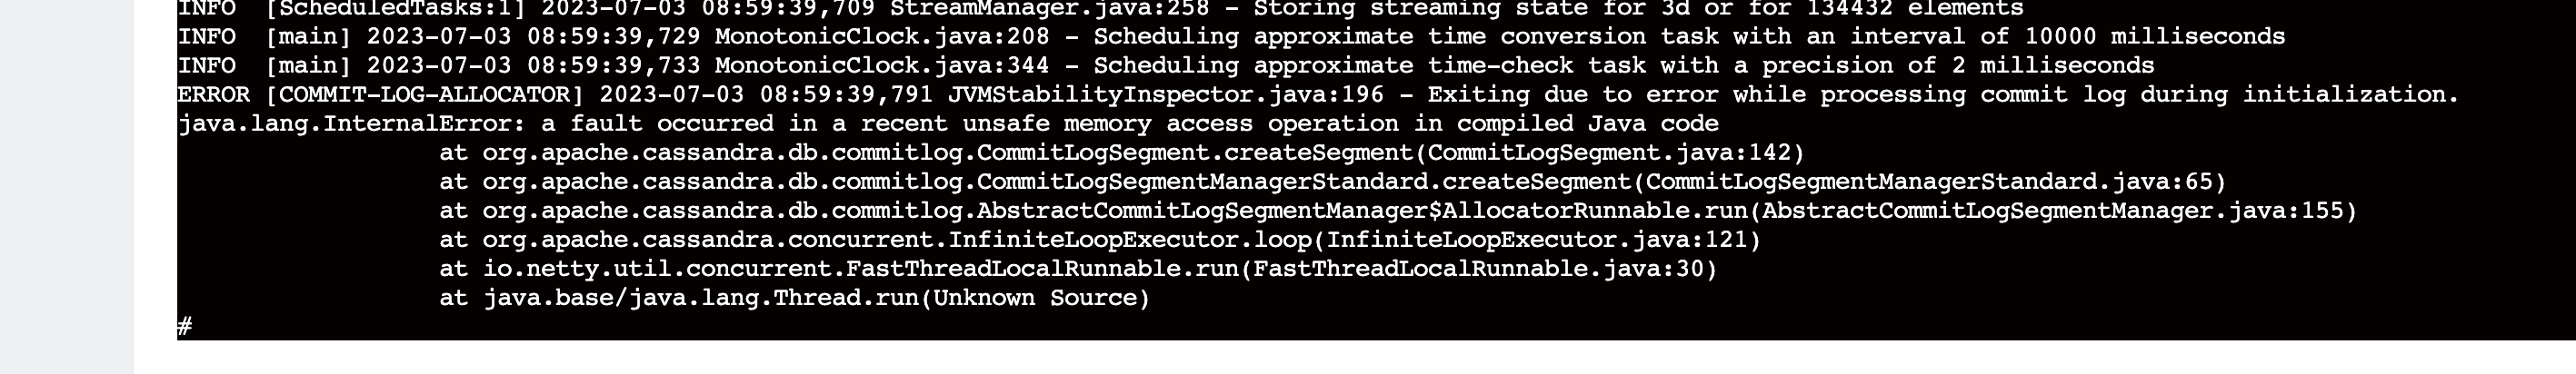 INFO  [ScheduledTasks:1] 2023-07-03 08:59:39,709 StreamManager.java:258 - Storing streaming state for 3d or for 134432 elements
INFO  [main] 2023-07-03 08:59:39,729 MonotonicClock.java:208 - Scheduling approximate time conversion task with an interval of 10000 milliseconds
INFO  [main] 2023-07-03 08:59:39,733 MonotonicClock.java:344 - Scheduling approximate time-check task with a precision of 2 milliseconds
ERROR [COMMIT-LOG-ALLOCATOR] 2023-07-03 08:59:39,791 JVMStabilityInspector.java:196 - Exiting due to error while processing commit log during initialization.
java.lang.InternalError: a fault occurred in a recent unsafe memory access operation in compiled Java code
at org.apache.cassandra.db.commitlog.CommitLogSegment.createSegment(CommitLogSegment.java:142)
at org.apache.cassandra.db.commitlog.CommitLogSegmentManagerStandard.createSegment(CommitLogSegmentManagerStandard.java:65)
at org.apache.cassandra.db.commitlog.AbstractCommitLogSegmentManager$AllocatorRunnable.run(AbstractCommitLogSegmentManager.java:155)
at org.apache.cassandra.concurrent.InfiniteLoopExecutor.loop(InfiniteLoopExecutor.java:121)
at io.netty.util.concurrent.FastThreadLocalRunnable.run(FastThreadLocalRunnable.java:30)
at java.base/java.lang.Thread.run(Unknown Source)
#